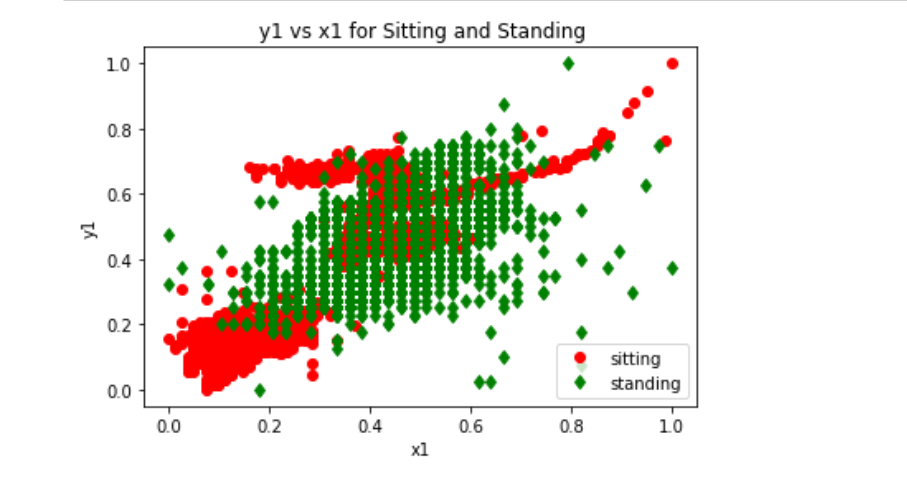 y1 vs x1 for Sitting and Standing
1.0
0.8
0.6
0.4
0.2
0.0
y1
0.0 0.2 0.4 0.6 0.8 1.0
x1
sitting
standing